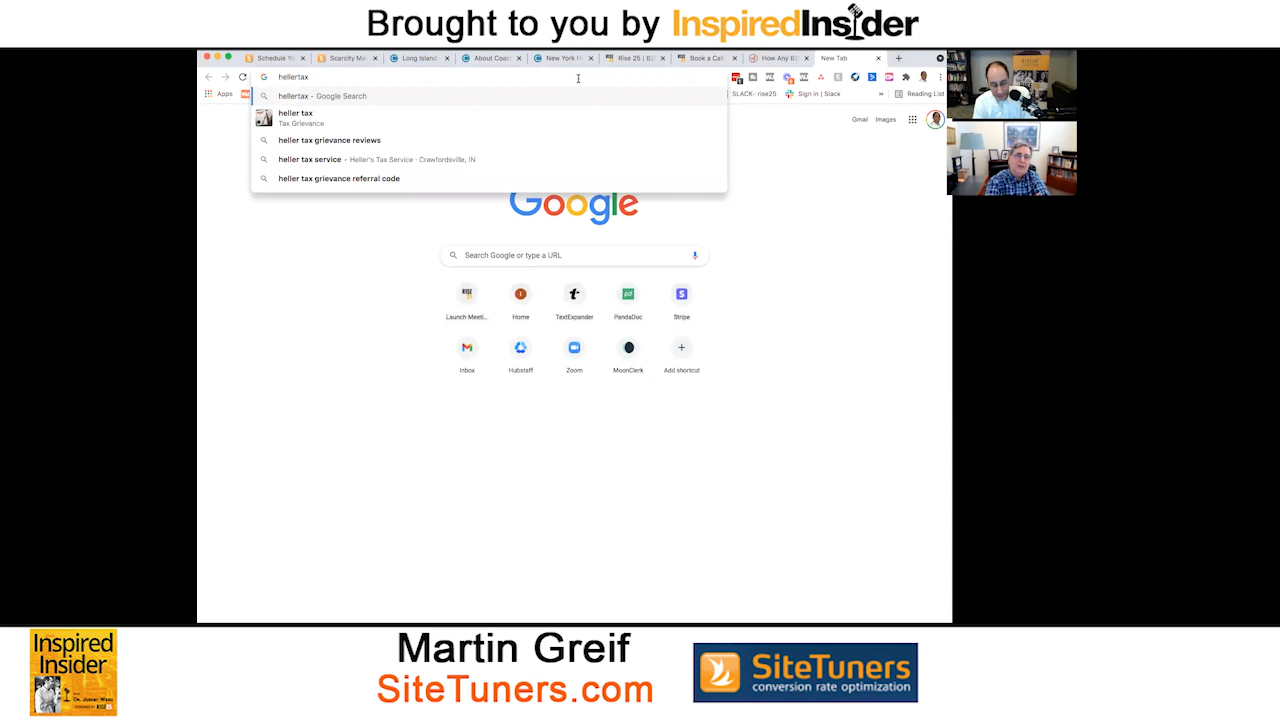 Brought to you by InspiredInsider
Schedule Yo
Scarcity Ma
Long Island
About Coast
New York H
Rise 25 | B2
Book a Call
How Any B2
New Tab
hellertax
Apps
SLACK- rise25
Sign in | Slack
»
Reading List
hellertax - Google Search
heller tax
Tax Grievance
heller tax grievance reviews
heller tax service – Heller's Tax Service · Crawfordsville, IN
heller tax grievance referral code
Gmail
Images
Google
Search Google or type a URL
Launch Meeti...
Home
TextExpander
PandaDoc
Stripe
Inbox
Hubstaff
Zoom
MoonClerk
Add shortcut
Inspired
Insider
Martin Greif
SiteTuners.com
SiteTuners
conversion rate optimization